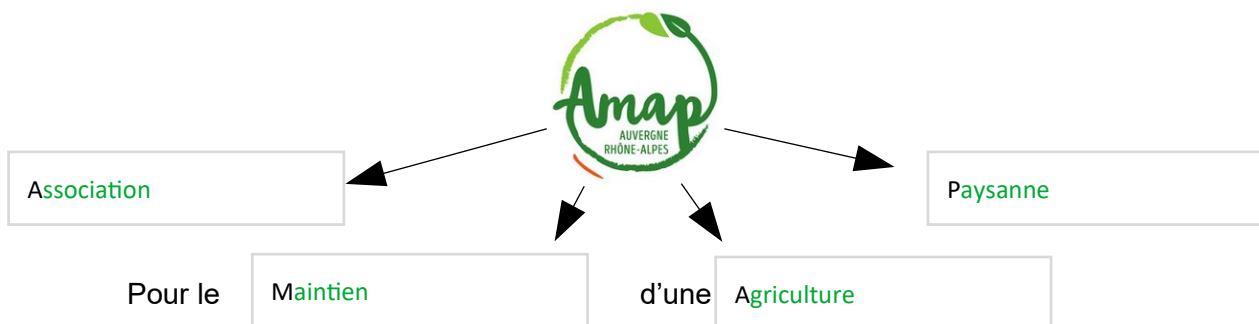 Amap
AUVERGNE
RHÔNE-ALPES
Association
Paysanne
Pour le Maintien d’une Agriculture